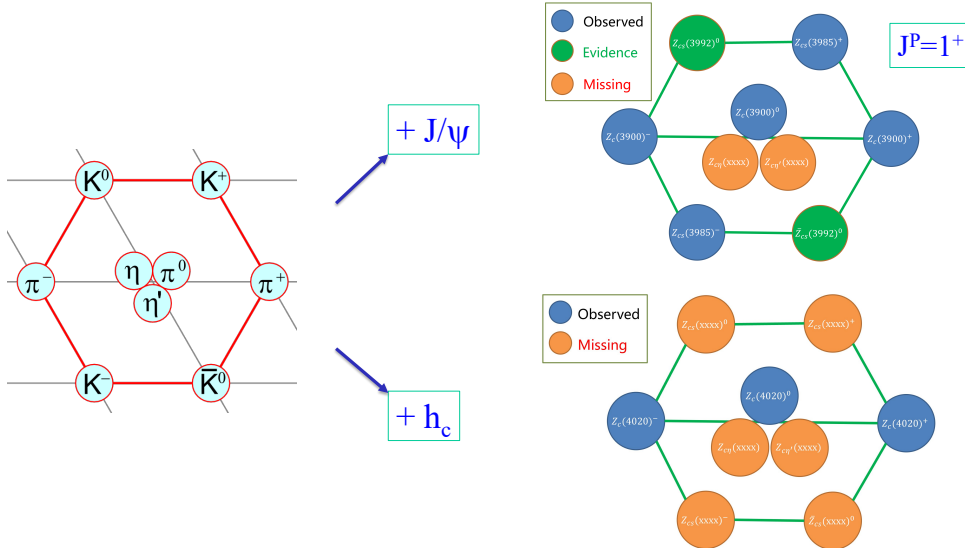 K⁰
K⁺
π⁻
η
π⁰
η'
π⁺
K⁻
K̄⁰
+ J/ψ
+ h_c
Observed
Evidence
Missing
J^P=1⁺
Z_cs(3992)⁰
Z_cs(3985)⁺
Z_c(3900)⁻
Z_c(3900)⁰
Z_c(3900)⁺
Z_cη(xxxx)
Z_cη'(xxxx)
Z_cs(3985)⁻
Z̄_cs(3992)⁰
Observed
Missing
Z_cs(xxxx)⁰
Z_cs(xxxx)⁺
Z_c(4020)⁻
Z_c(4020)⁰
Z_c(4020)⁺
Z_cη(xxxx)
Z_cη'(xxxx)
Z_cs(xxxx)⁻
Z̄_cs(xxxx)⁰